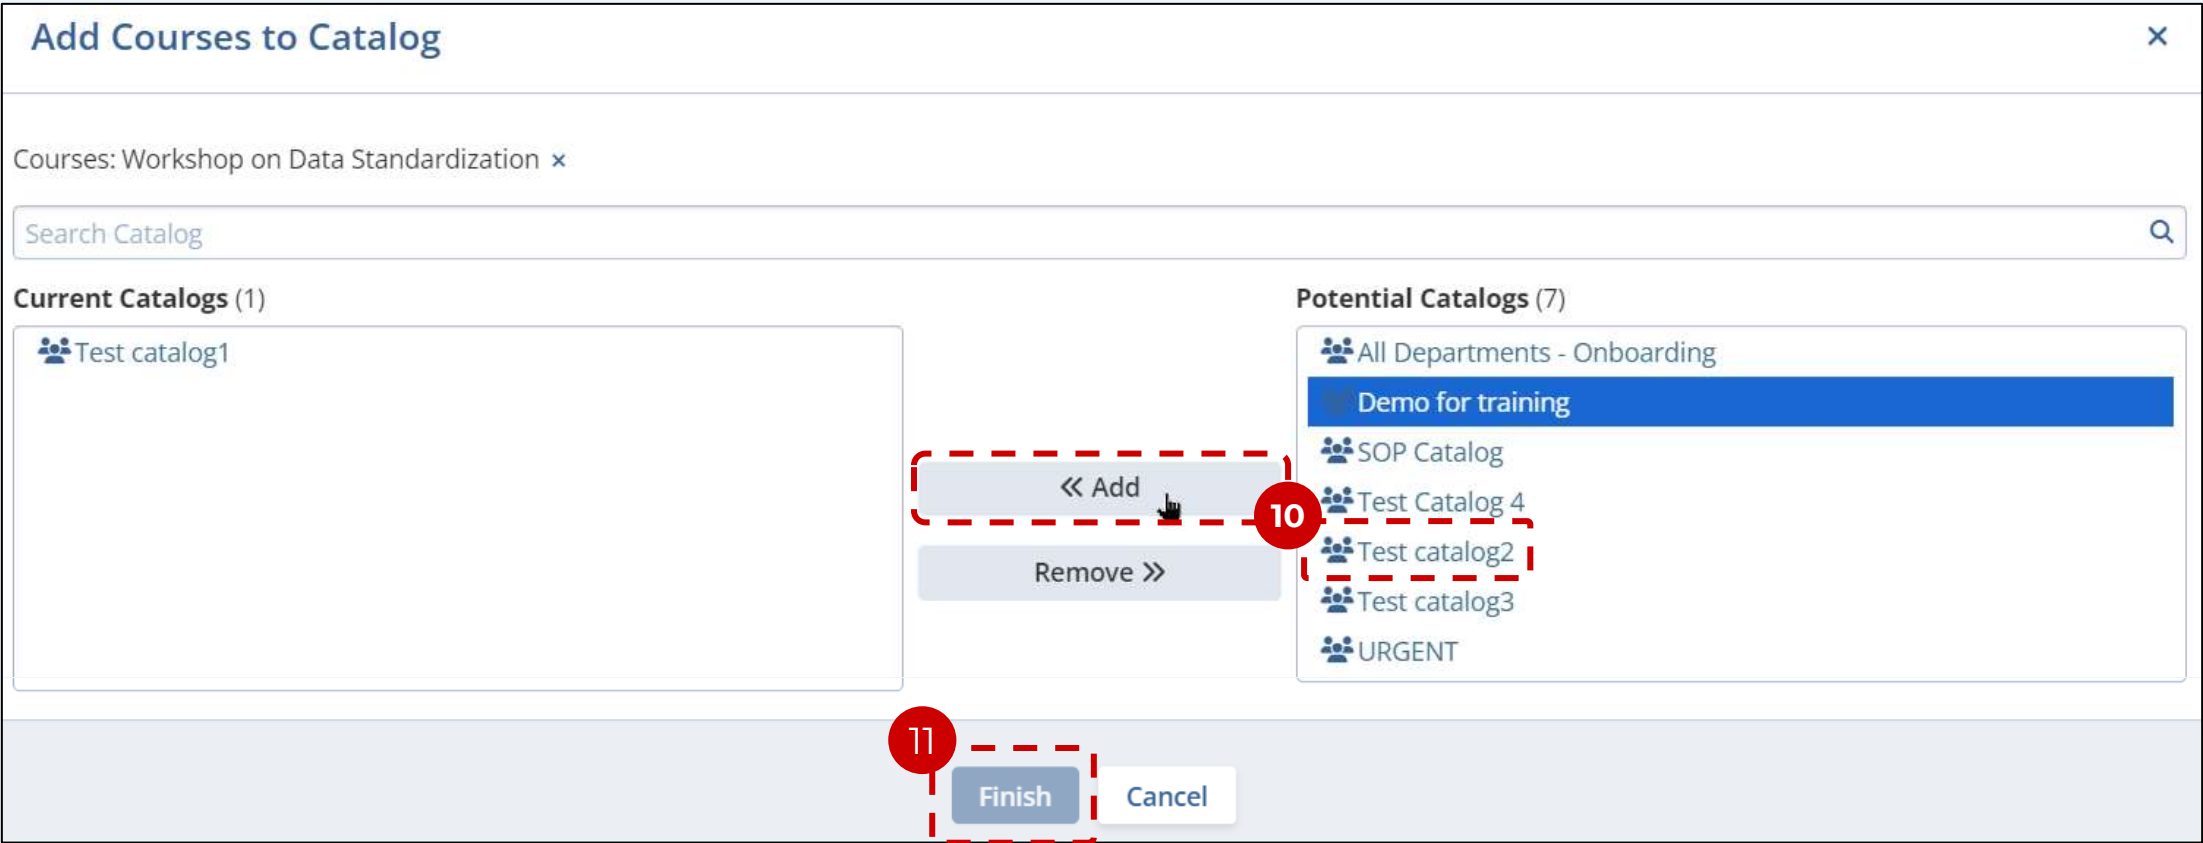 Add Courses to Catalog
Courses: Workshop on Data Standardization ×
Search Catalog
Current Catalogs (1)
Test catalog1
« Add
Remove »
10
Potential Catalogs (7)
All Departments - Onboarding
Demo for training
SOP Catalog
Test Catalog 4
Test catalog2
Test catalog3
URGENT
11
Finish
Cancel